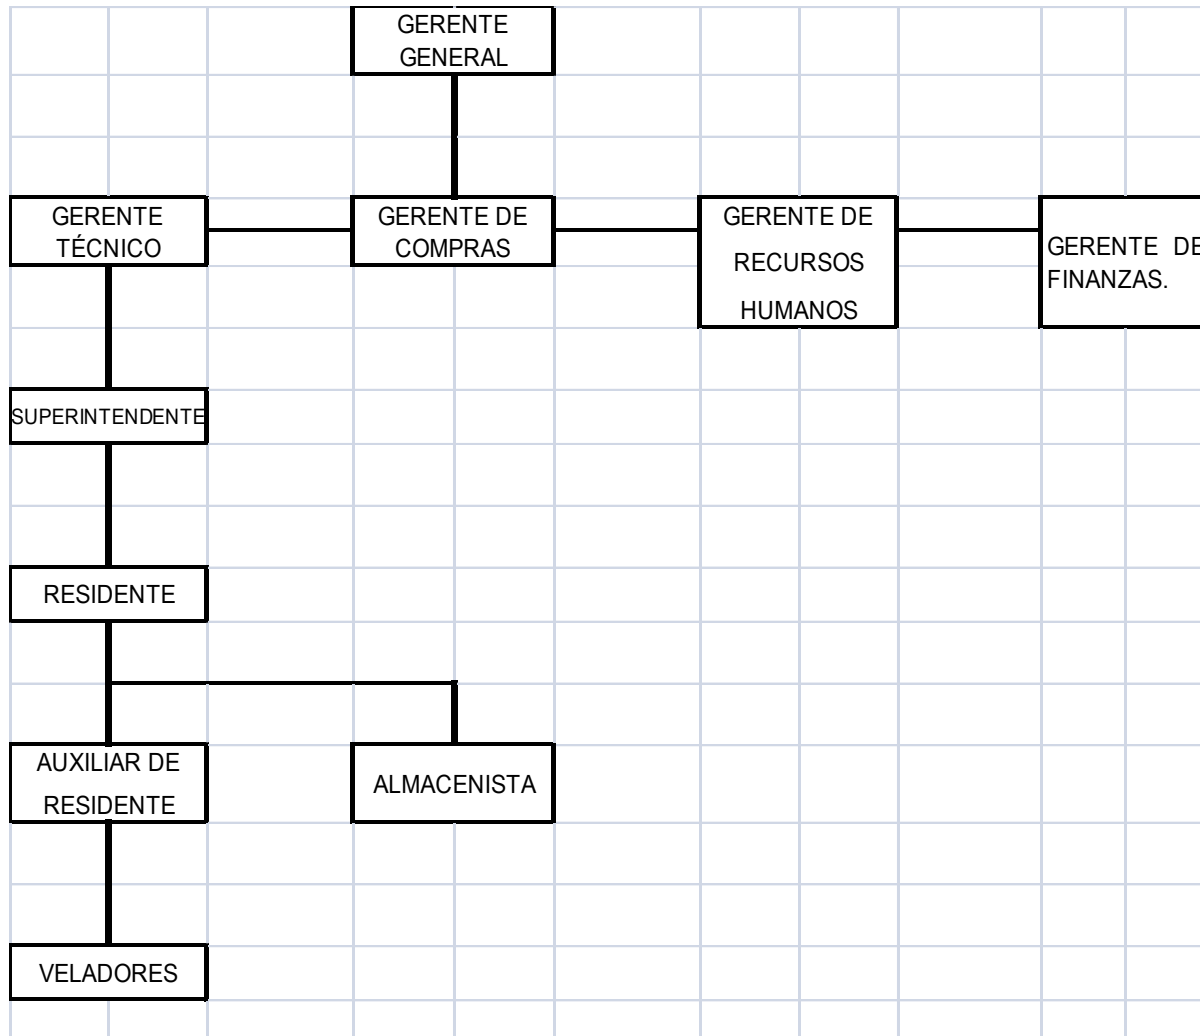 GERENTE
GENERAL
GERENTE
TÉCNICO
GERENTE DE
COMPRAS
GERENTE DE
RECURSOS
HUMANOS
GERENTE DE
FINANZAS.
SUPERINTENDENTE
RESIDENTE
AUXILIAR DE
RESIDENTE
ALMACENISTA
VELADORES